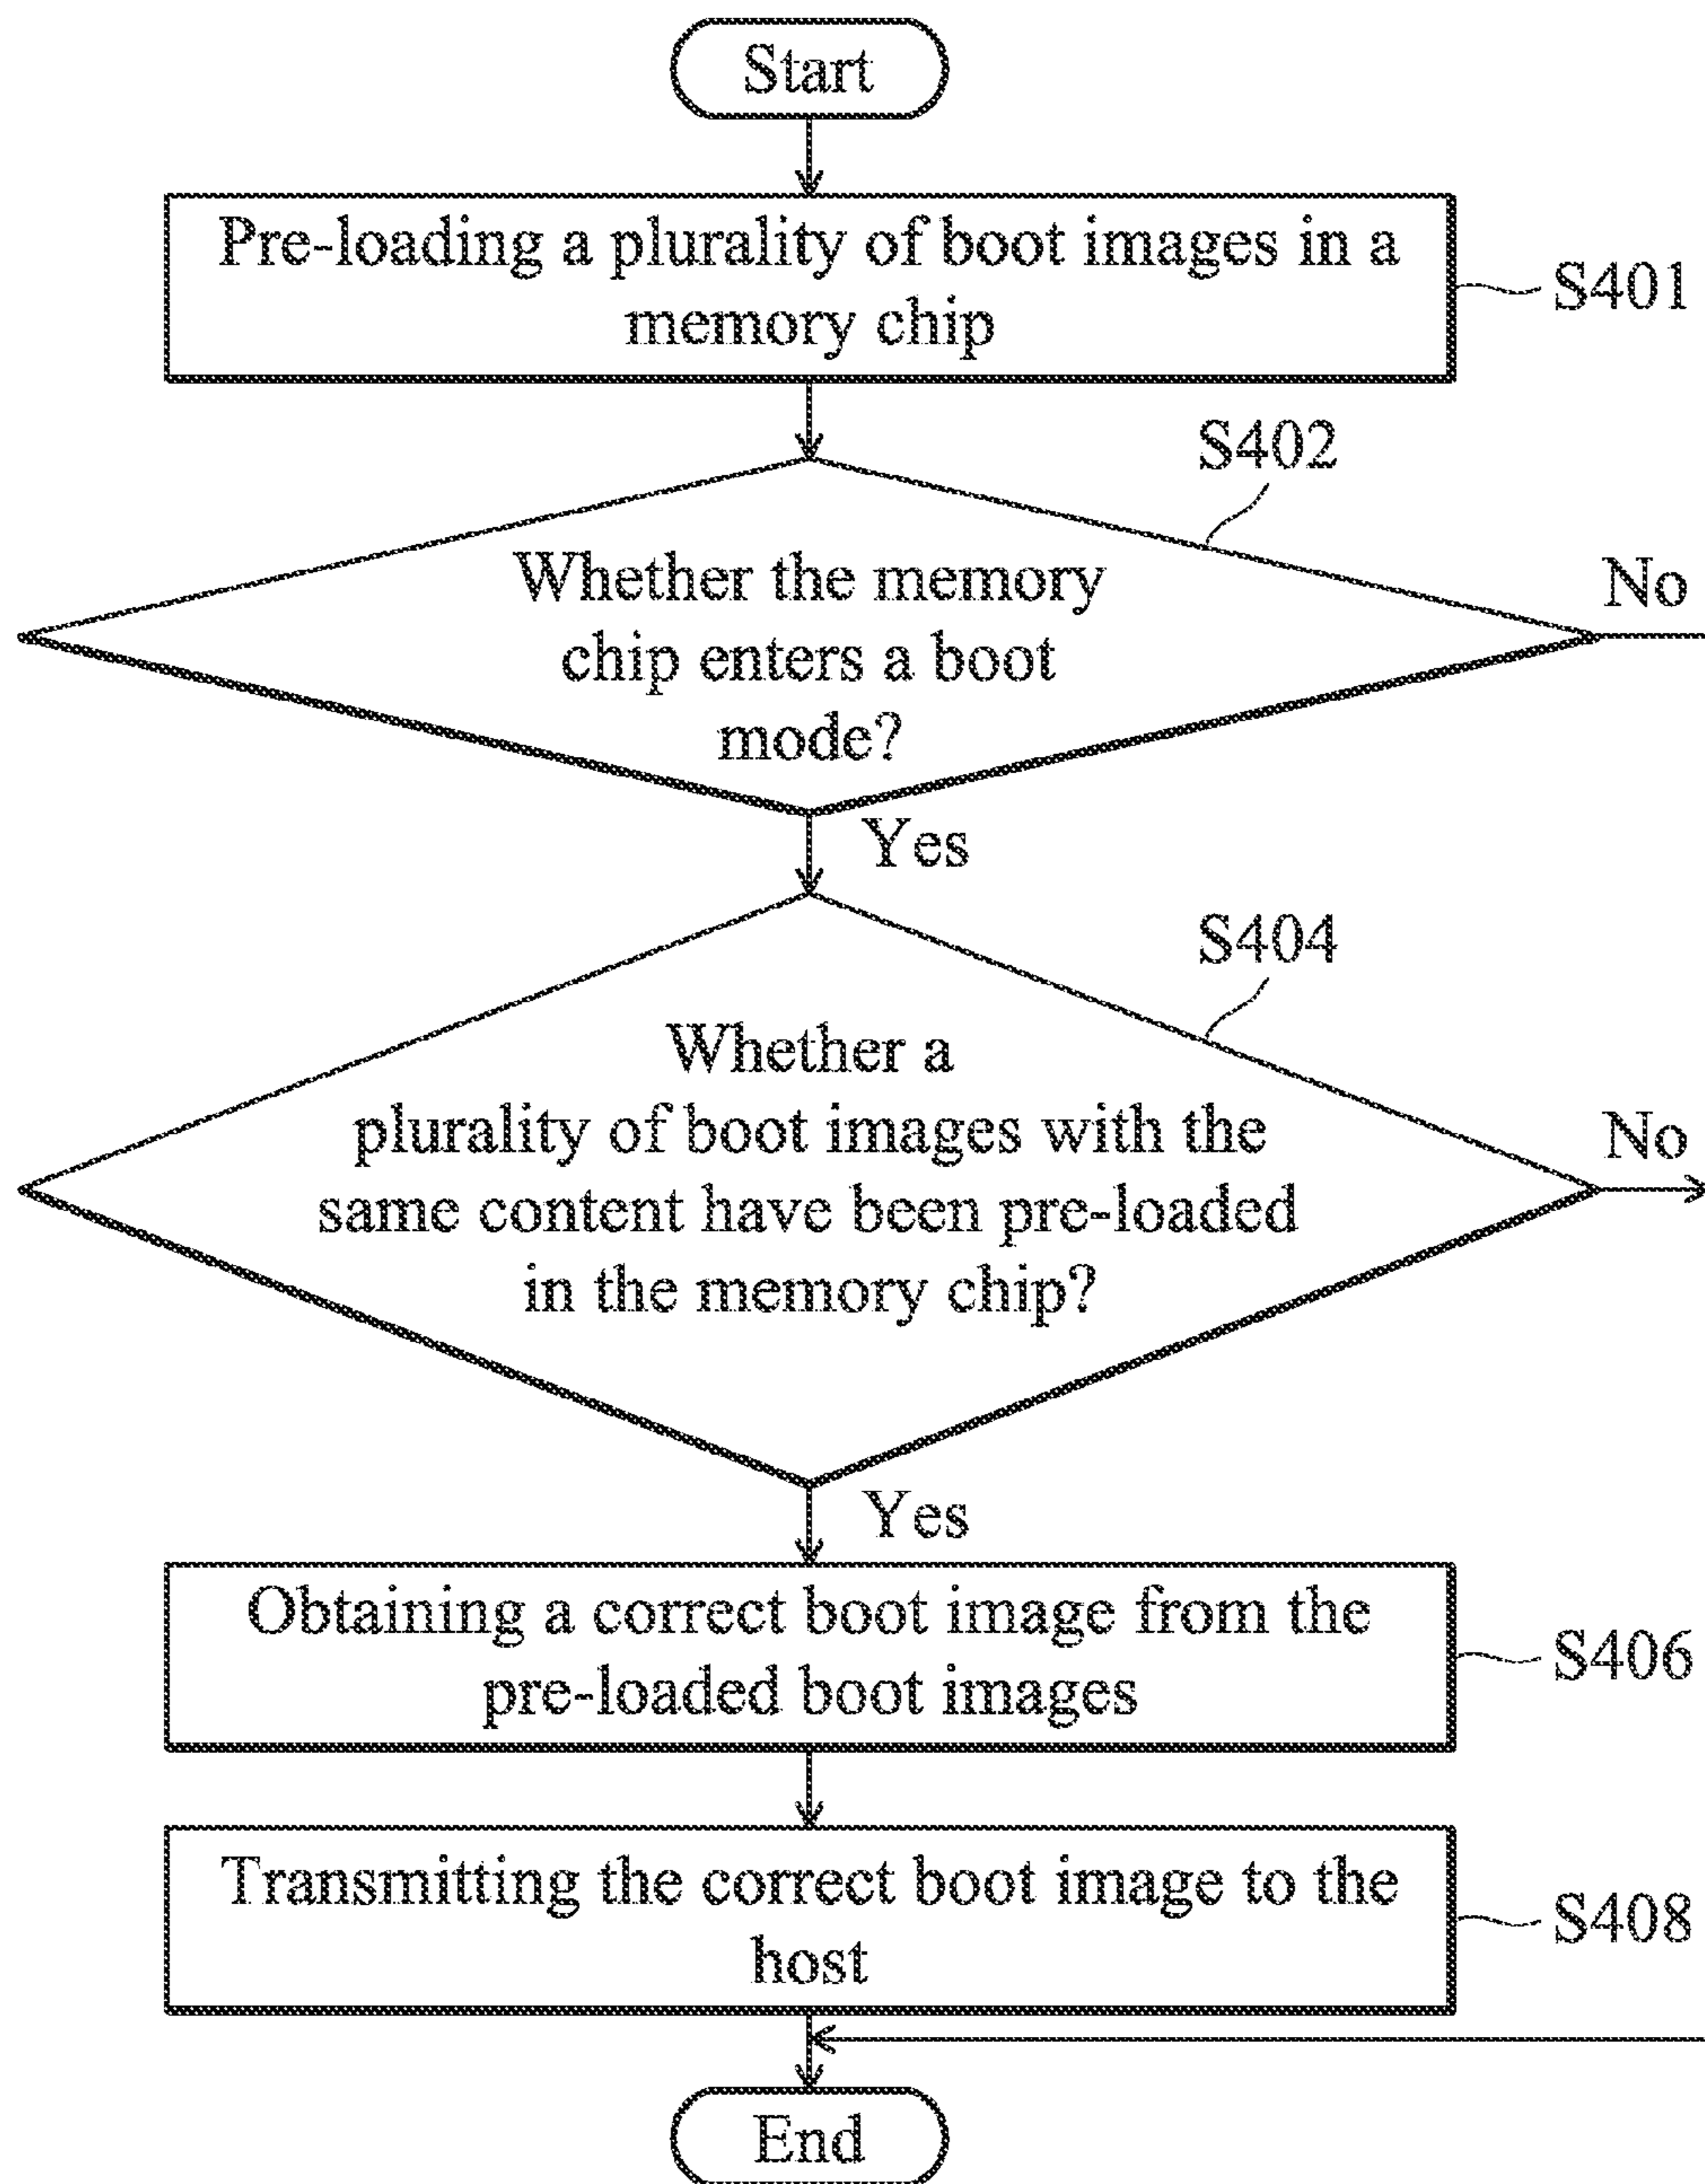 Start
Pre-loading a plurality of boot images in a
memory chip
S401
S402
Whether the memory
chip enters a boot
mode?
No
Yes
S404
Whether a
plurality of boot images with the
same content have been pre-loaded
in the memory chip?
No
Yes
Obtaining a correct boot image from the
pre-loaded boot images
S406
Transmitting the correct boot image to the
host
S408
End